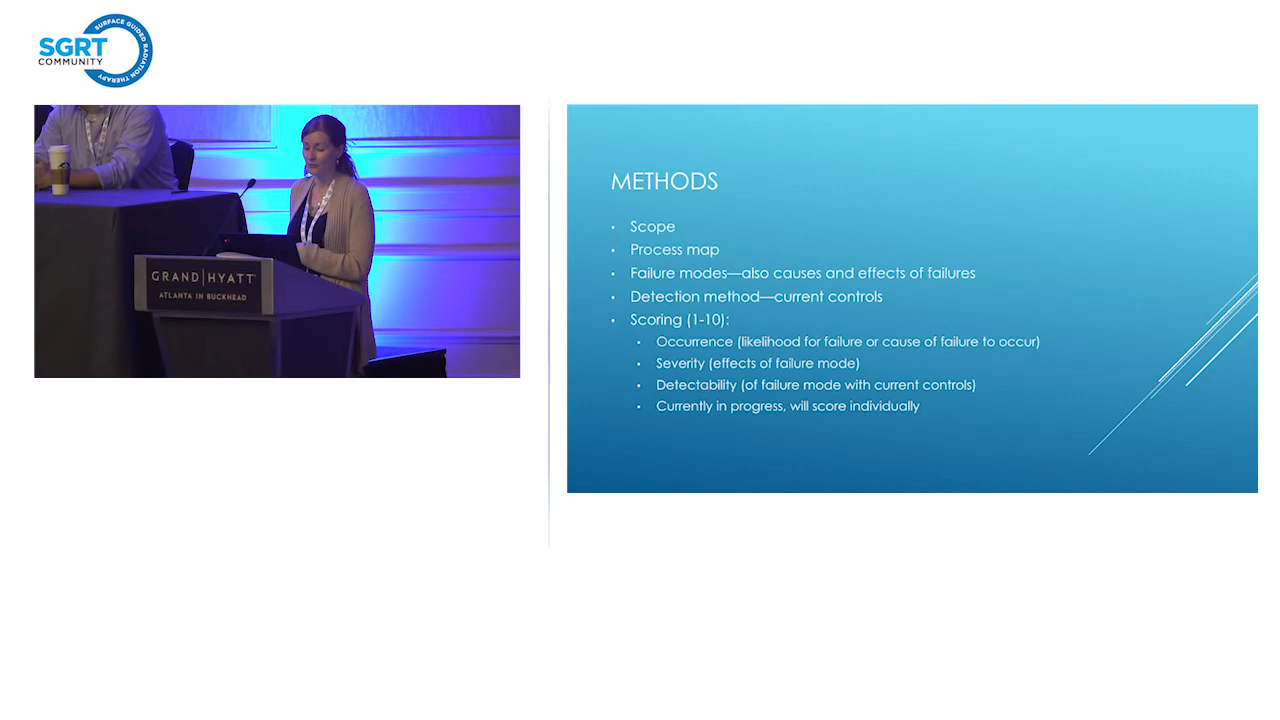 SURFACE GUIDED RADIATION THERAPY
SGRT
COMMUNITY
GRAND|HYATT
ATLANTA IN BUCKHEAD
METHODS
• Scope
• Process map
• Failure modes—also causes and effects of failures
• Detection method—current controls
• Scoring (1-10):
• Occurrence (likelihood for failure or cause of failure to occur)
• Severity (effects of failure mode)
• Detectability (of failure mode with current controls)
• Currently in progress, will score individually